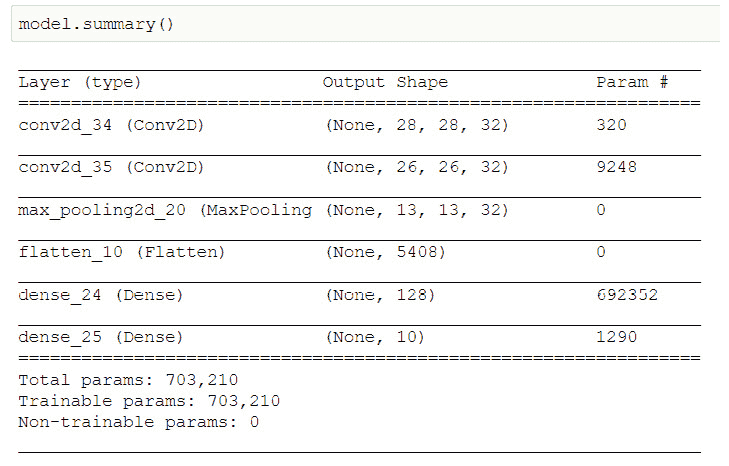 model.summary()
Layer (type) Output Shape Param #
=================================================================
conv2d_34 (Conv2D) (None, 28, 28, 32) 320
conv2d_35 (Conv2D) (None, 26, 26, 32) 9248
max_pooling2d_20 (MaxPooling (None, 13, 13, 32) 0
flatten_10 (Flatten) (None, 5408) 0
dense_24 (Dense) (None, 128) 692352
dense_25 (Dense) (None, 10) 1290
=================================================================
Total params: 703,210
Trainable params: 703,210
Non-trainable params: 0